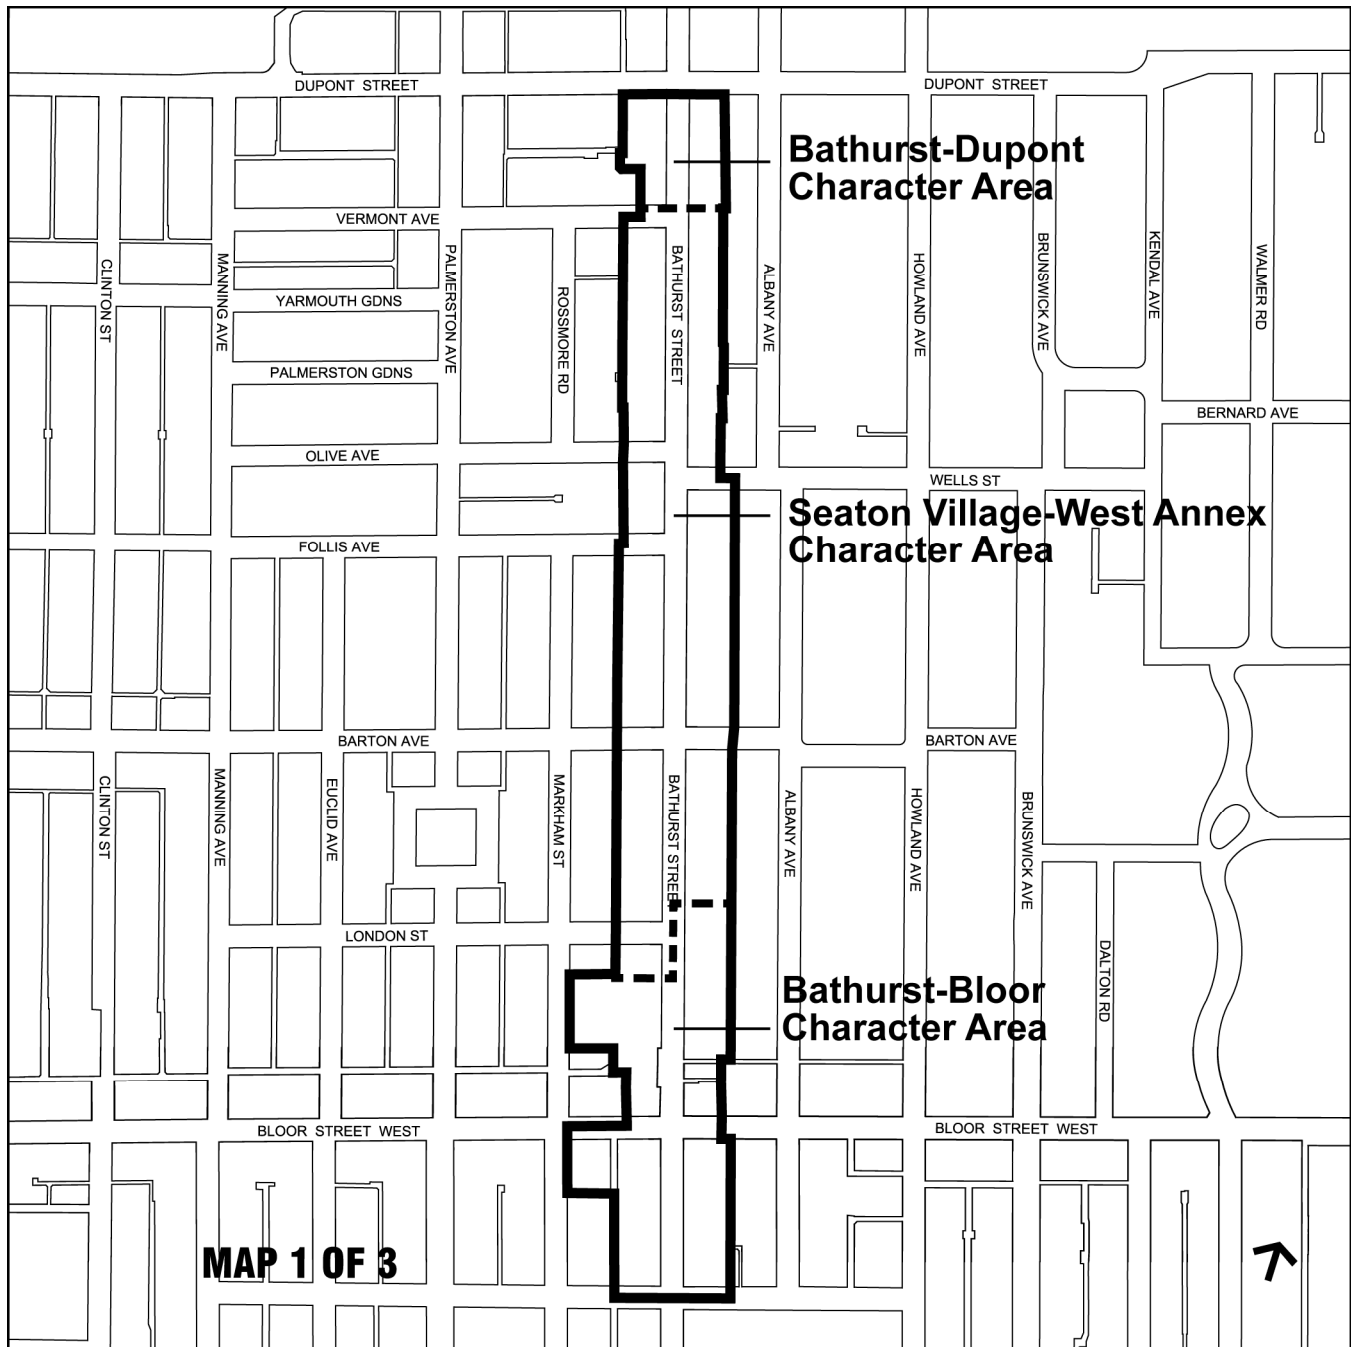 DUPONT STREET
DUPONT STREET
Bathurst-Dupont
Character Area
VERMONT AVE
CLINTON ST
MANNING AVE
PALMERSTON AVE
ROSSMORE RD
BATHURST STREET
ALBANY AVE
HOWLAND AVE
BRUNSWICK AVE
KENDAL AVE
WALMER RD
YARMOUTH GDNS
PALMERSTON GDNS
BERNARD AVE
OLIVE AVE
WELLS ST
Seaton Village-West Annex
Character Area
FOLLIS AVE
BARTON AVE
BARTON AVE
CLINTON ST
MANNING AVE
EUCLID AVE
MARKHAM ST
BATHURST STREET
ALBANY AVE
HOWLAND AVE
BRUNSWICK AVE
LONDON ST
DALTON RD
Bathurst-Bloor
Character Area
BLOOR STREET WEST
BLOOR STREET WEST
MAP 1 OF 3